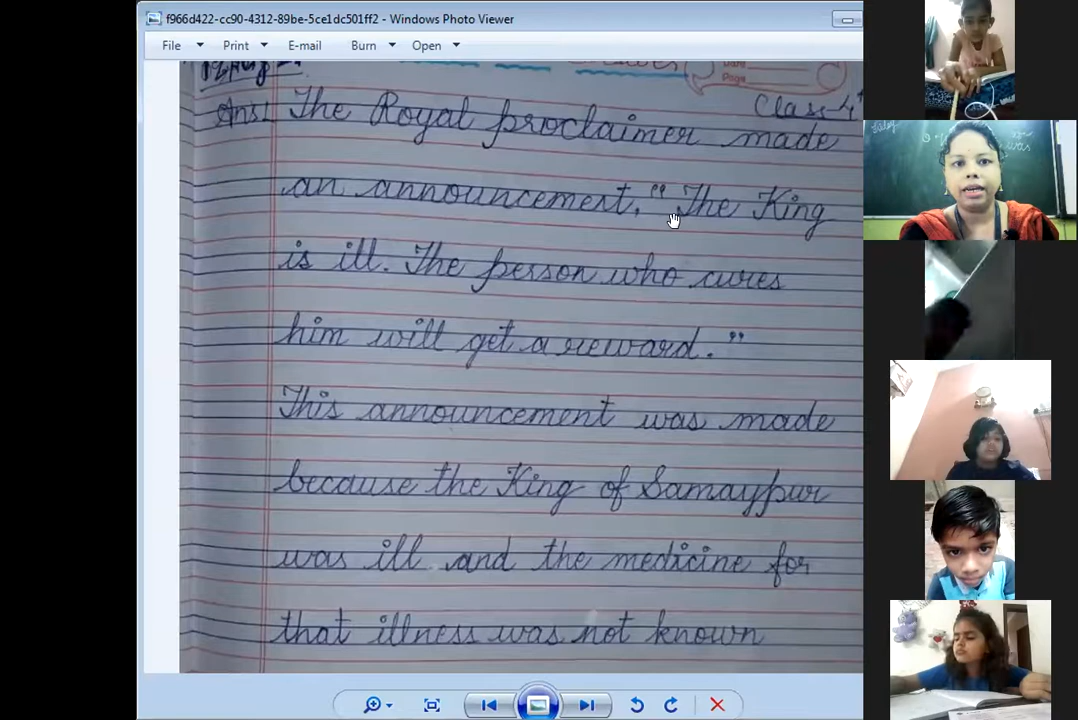 f966d422-cc90-4312-89be-5ce1dc501ff2 - Windows Photo Viewer
File Print E-mail Burn Open
Date
Page
Class-4
Ans. The Royal proclaimer made
an announcement. "The King
is ill. The person who cures
him will get a reward."
This announcement was made
because the King of Samaypur
was ill and the medicine for
that illness was not known